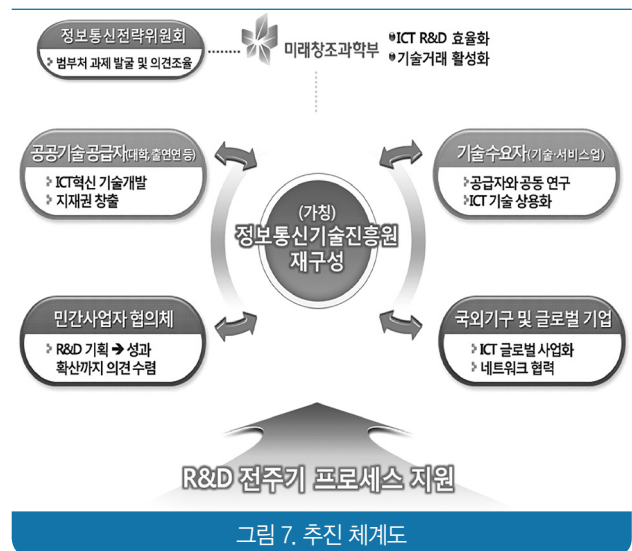 정보통신전략위원회
범부처 과제 발굴 및 의견조율
미래창조과학부
ICT R&D 효율화
기술거래 활성화
공공기술 공급자(대학,출연연 등)
ICT혁신 기술개발
지재권 창출
기술수요자(기술·서비스업)
공급자와 공동 연구
ICT 기술 상용화
(가칭)
정보통신기술진흥원
재구성
민간사업자 협의체
R&D 기획 ➔ 성과
확산까지 의견 수렴
국외기구 및 글로벌 기업
ICT 글로벌 사업화
네트워크 협력
R&D 전주기 프로세스 지원
그림 7. 추진 체계도